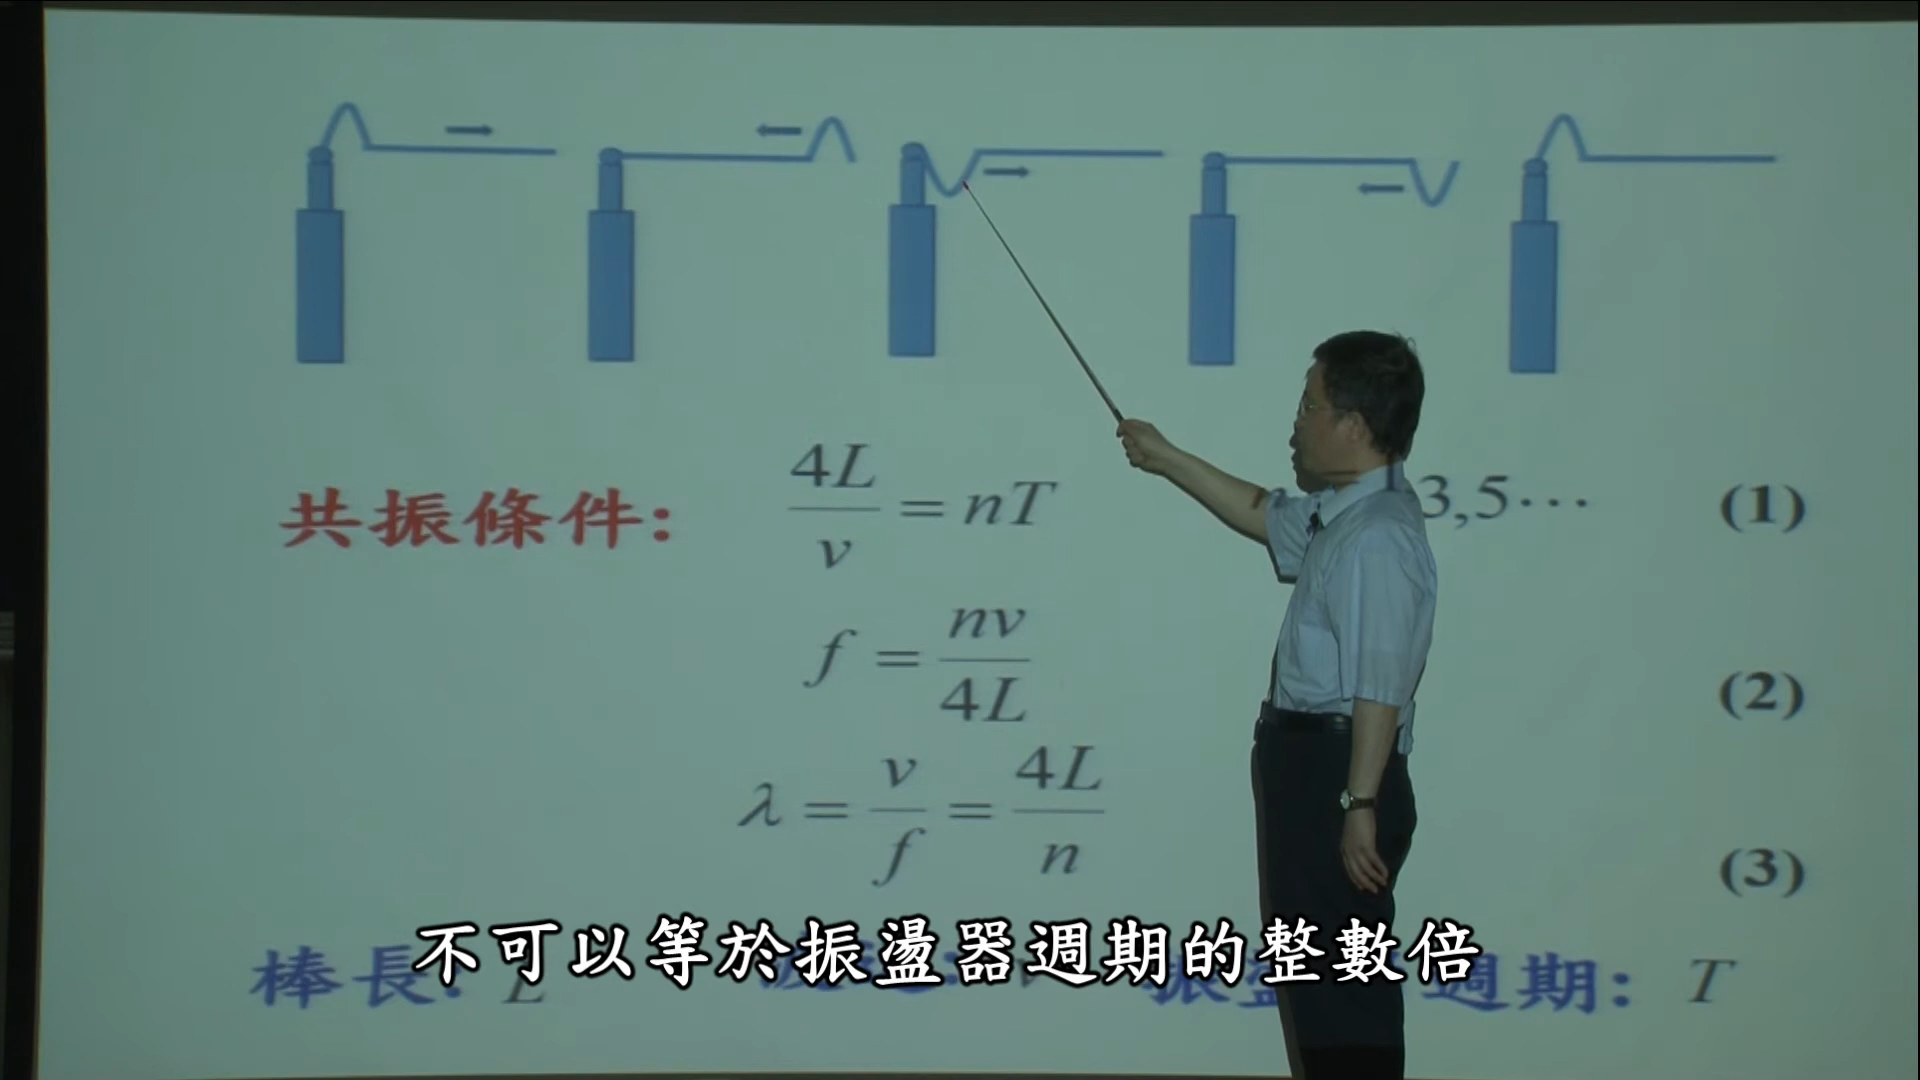 共振條件: 4L/v = nT 3,5⋯ (1)
f = nv/4L (2)
λ = v/f = 4L/n (3)
不可以等於振盪器週期的整數倍
棒長: L 週期: T